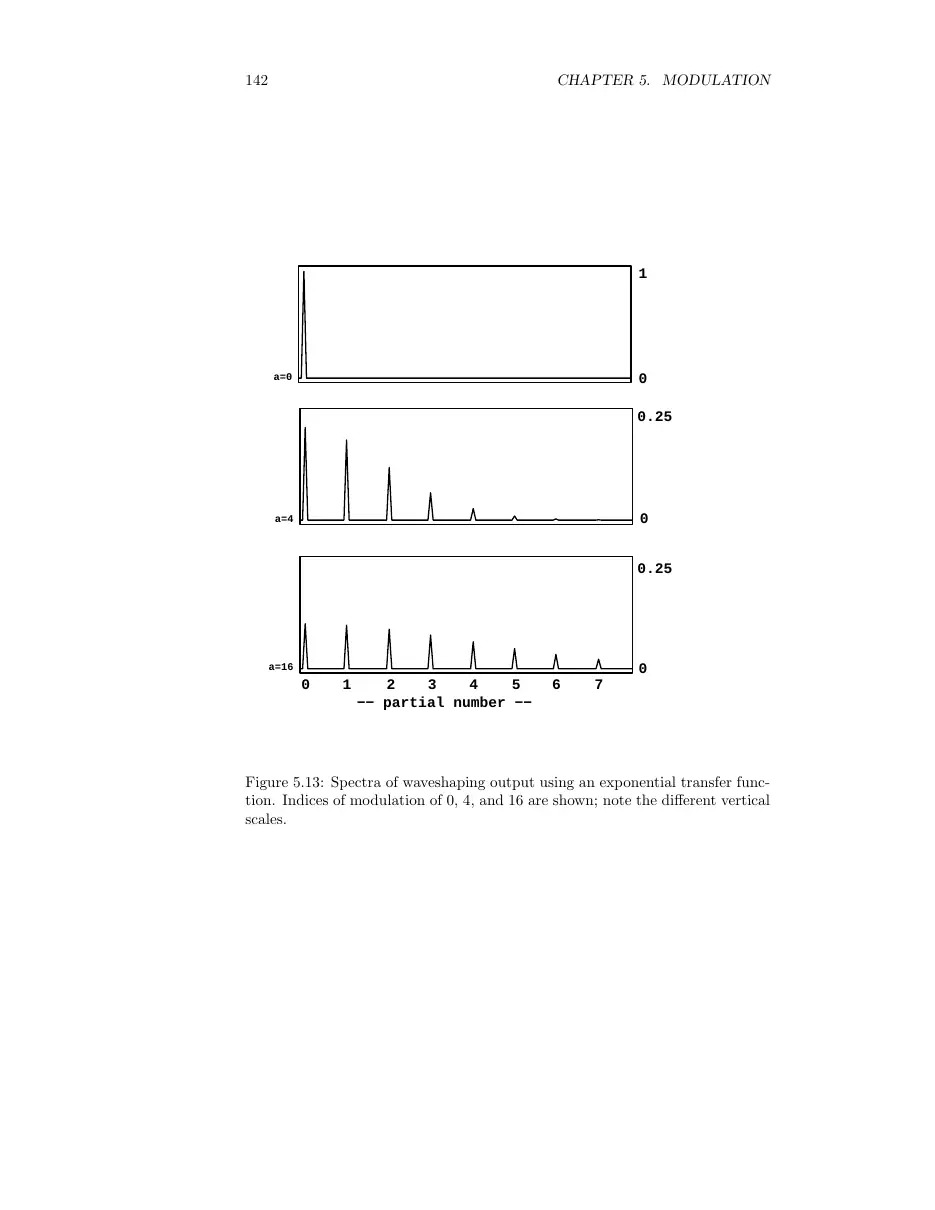 142 CHAPTER 5. MODULATION
1
a=0 0
0.25
a=4 0
0.25
a=16 0
0 1 2 3 4 5 6 7
−− partial number −−
Figure 5.13: Spectra of waveshaping output using an exponential transfer func-
tion. Indices of modulation of 0, 4, and 16 are shown; note the different vertical
scales.